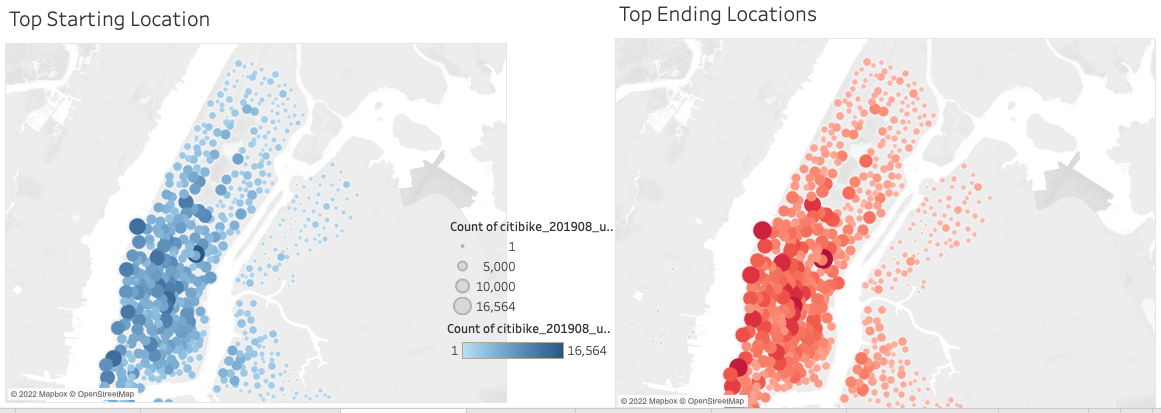 Top Starting Location
Top Ending Locations
Count of citibike_201908_u..
1
5,000
10,000
16,564
Count of citibike_201908_u..
1
16,564
© 2022 Mapbox © OpenStreetMap
© 2022 Mapbox © OpenStreetMap